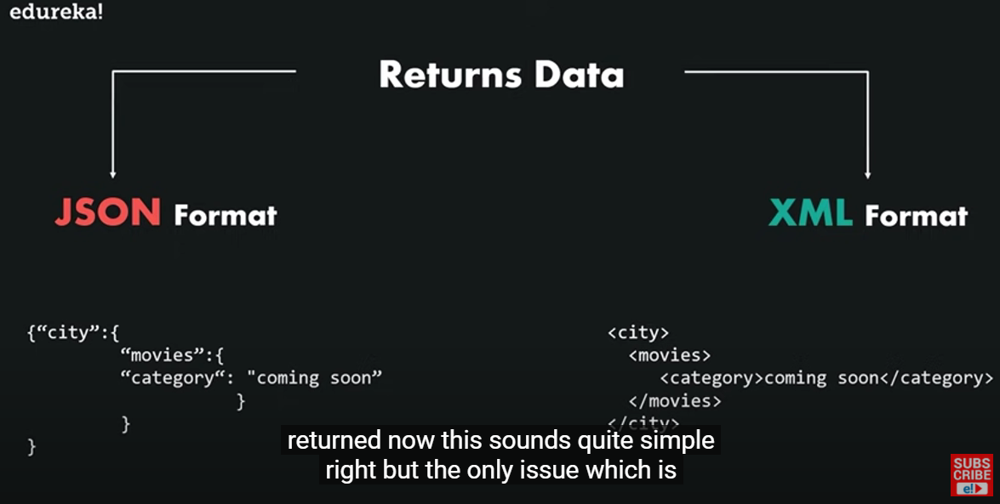 edureka!
Returns Data
JSON Format
XML Format
{“city”:{
“movies”:{
“category“: "coming soon”
}
}
}
<city>
<movies>
<category>coming soon</category>
</movies>
</city>
returned now this sounds quite simple
right but the only issue which is
SUBS
CRIBE
e!